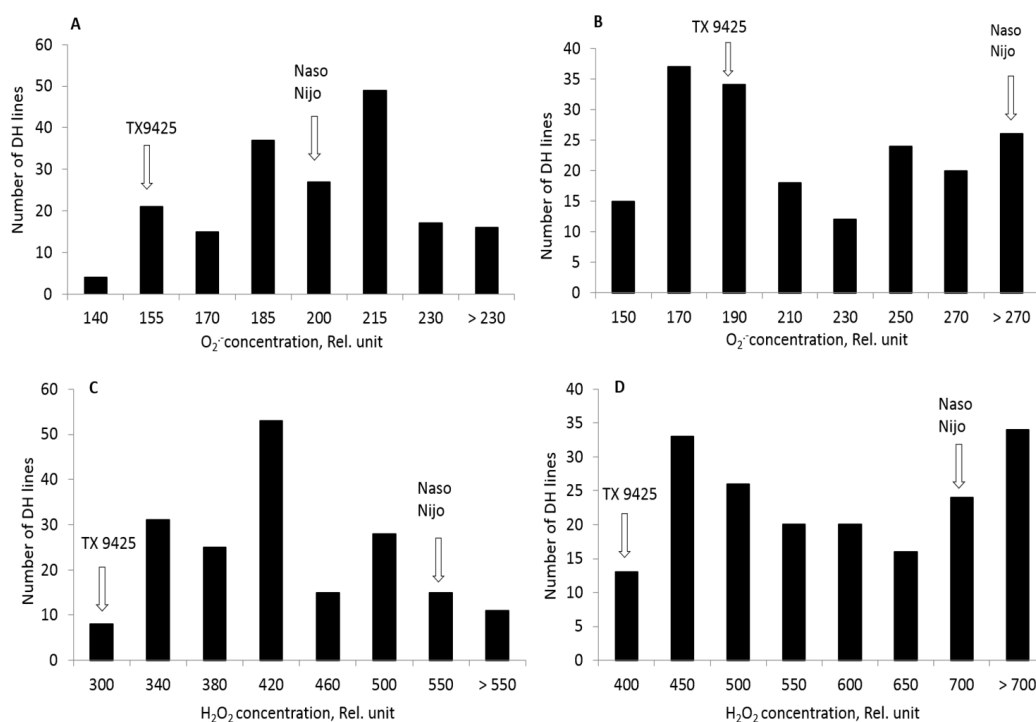 A
Number of DH lines
60
50
40
30
20
10
0
TX9425
Naso
Nijo
140 155 170 185 200 215 230 > 230
O₂·⁻concentration, Rel. unit
B
Number of DH lines
40
35
30
25
20
15
10
5
0
TX 9425
Naso
Nijo
150 170 190 210 230 250 270 > 270
O₂·⁻concentration, Rel. unit
C
Number of DH lines
60
50
40
30
20
10
0
TX 9425
Naso
Nijo
300 340 380 420 460 500 550 > 550
H₂O₂ concentration, Rel. unit
D
Number of DH lines
40
35
30
25
20
15
10
5
0
TX 9425
Naso
Nijo
400 450 500 550 600 650 700 > 700
H₂O₂ concentration, Rel. unit